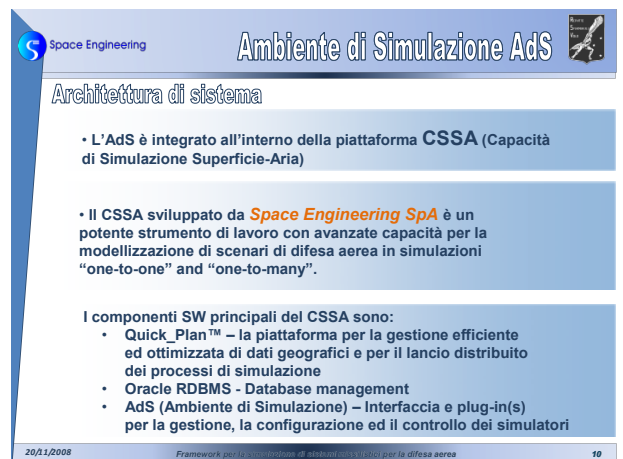 Space Engineering
Ambiente di Simulazione AdS
Architettura di sistema
• L'AdS è integrato all'interno della piattaforma CSSA (Capacità
di Simulazione Superficie-Aria)
• Il CSSA sviluppato da Space Engineering SpA è un
potente strumento di lavoro con avanzate capacità per la
modellizzazione di scenari di difesa aerea in simulazioni
“one-to-one” and “one-to-many”.
I componenti SW principali del CSSA sono:
• Quick_Plan™ – la piattaforma per la gestione efficiente
ed ottimizzata di dati geografici e per il lancio distribuito
dei processi di simulazione
• Oracle RDBMS - Database management
• AdS (Ambiente di Simulazione) – Interfaccia e plug-in(s)
per la gestione, la configurazione ed il controllo dei simulatori
20/11/2008
Framework per la simulazione di sistemi per la difesa aerea
10